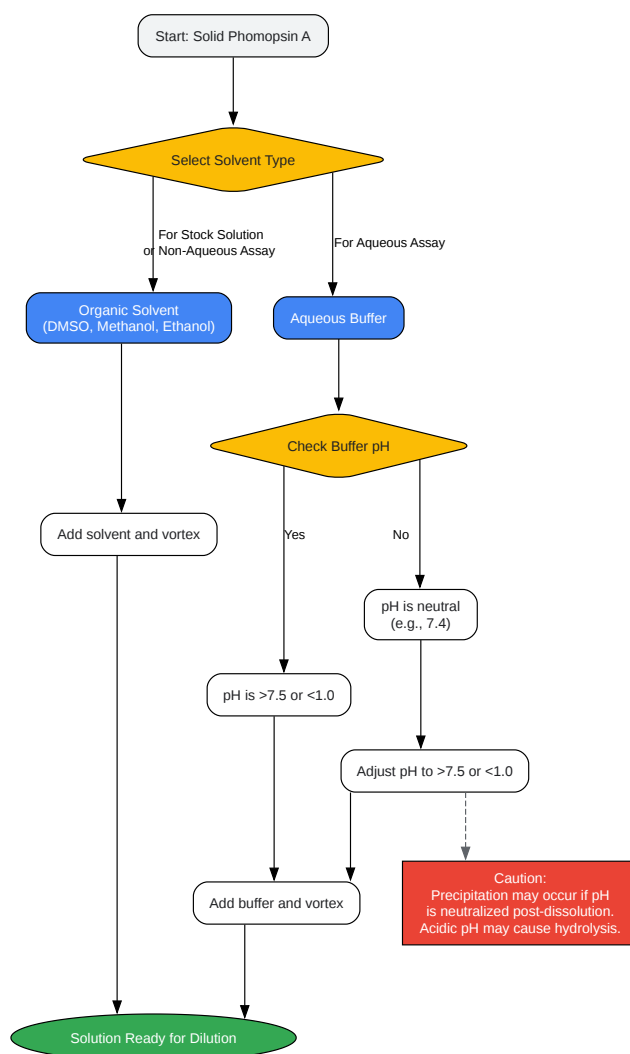 Start: Solid Phomopsin A
Select Solvent Type
For Stock Solution
or Non-Aqueous Assay
For Aqueous Assay
Organic Solvent
(DMSO, Methanol, Ethanol)
Aqueous Buffer
Check Buffer pH
Add solvent and vortex
Yes
No
pH is neutral
(e.g., 7.4)
pH is >7.5 or <1.0
Adjust pH to >7.5 or <1.0
Caution:
Precipitation may occur if pH
is neutralized post-dissolution.
Acidic pH may cause hydrolysis.
Add buffer and vortex
Solution Ready for Dilution